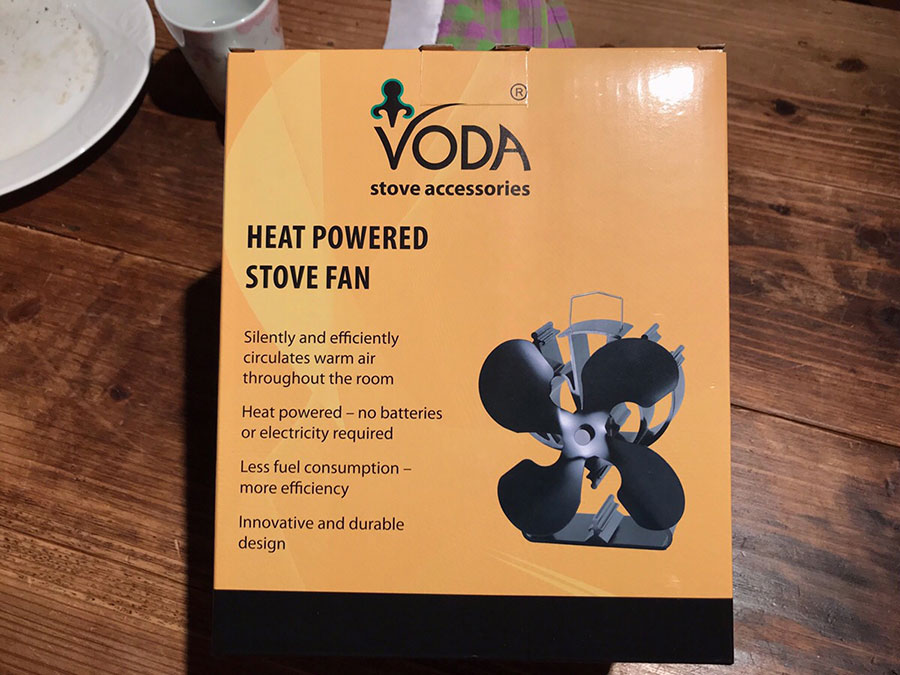 ®
VODA
stove accessories
HEAT POWERED
STOVE FAN
Silently and efficiently
circulates warm air
throughout the room
Heat powered – no batteries
or electricity required
Less fuel consumption –
more efficiency
Innovative and durable
design